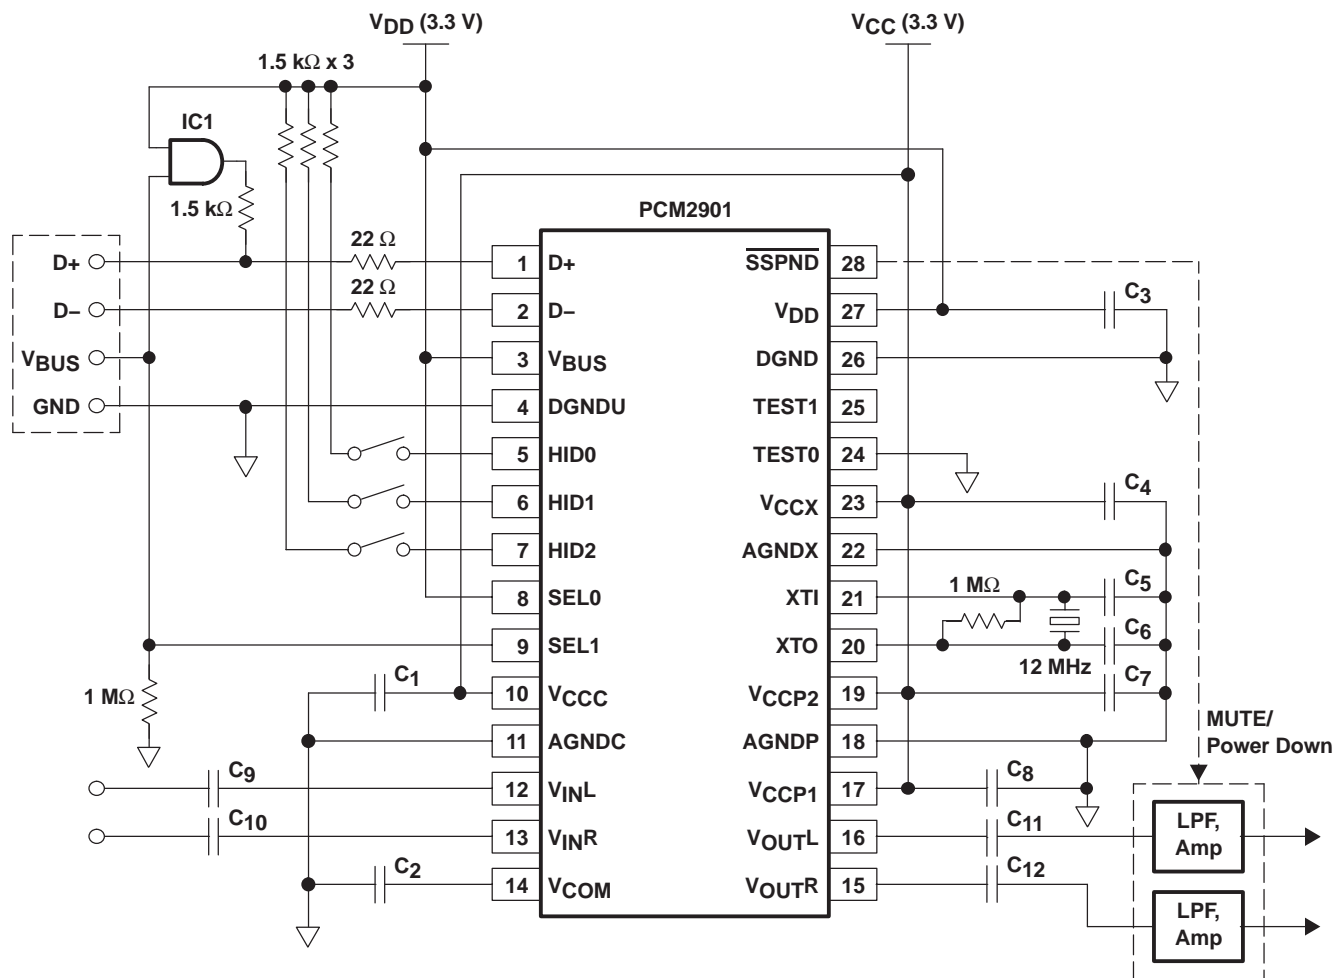 VDD (3.3 V)
VCC (3.3 V)
1.5 kΩ x 3
IC1
1.5 kΩ
PCM2901
22 Ω
22 Ω
D+
D−
VBUS
GND
1 D+
2 D−
3 VBUS
4 DGNDU
5 HID0
6 HID1
7 HID2
8 SEL0
9 SEL1
10 VCCC
11 AGNDC
12 VINL
13 VINR
14 VCOM
SSPND 28
VDD 27
DGND 26
TEST1 25
TEST0 24
VCCX 23
AGNDX 22
XTI 21
XTO 20
VCCP2 19
AGNDP 18
VCCP1 17
VOUTL 16
VOUTR 15
C3
C4
1 MΩ
C5
C6
12 MHz
C7
1 MΩ
C1
C9
C10
C2
C8
C11
C12
MUTE/
Power Down
LPF,
Amp
LPF,
Amp